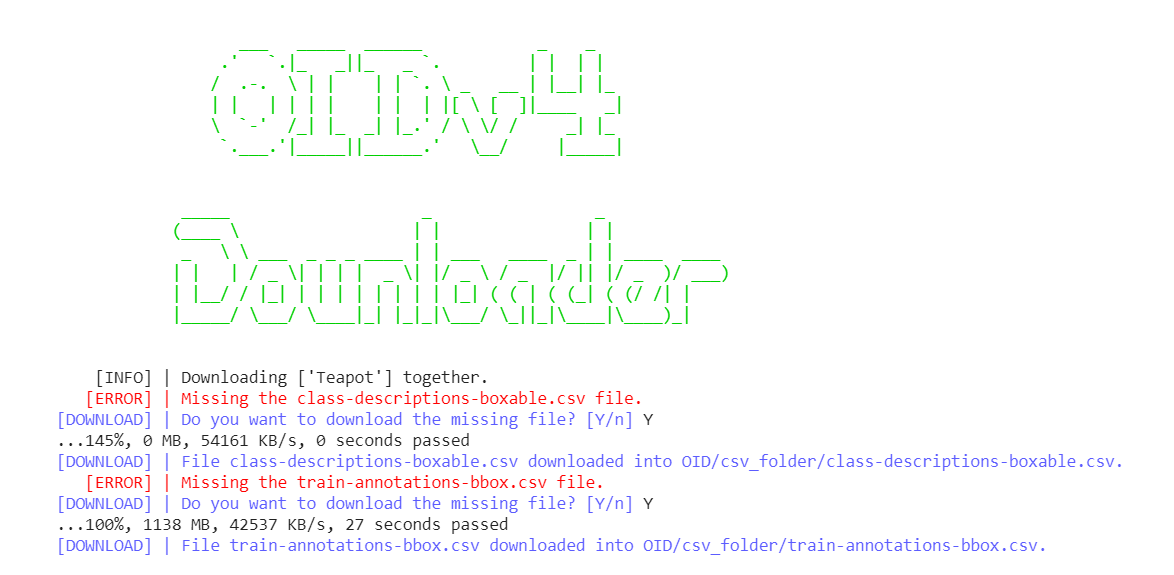 OIDv4
Downloader
[INFO] | Downloading ['Teapot'] together.
[ERROR] | Missing the class-descriptions-boxable.csv file.
[DOWNLOAD] | Do you want to download the missing file? [Y/n] Y
...145%, 0 MB, 54161 KB/s, 0 seconds passed
[DOWNLOAD] | File class-descriptions-boxable.csv downloaded into OID/csv_folder/class-descriptions-boxable.csv.
[ERROR] | Missing the train-annotations-bbox.csv file.
[DOWNLOAD] | Do you want to download the missing file? [Y/n] Y
...100%, 1138 MB, 42537 KB/s, 27 seconds passed
[DOWNLOAD] | File train-annotations-bbox.csv downloaded into OID/csv_folder/train-annotations-bbox.csv.